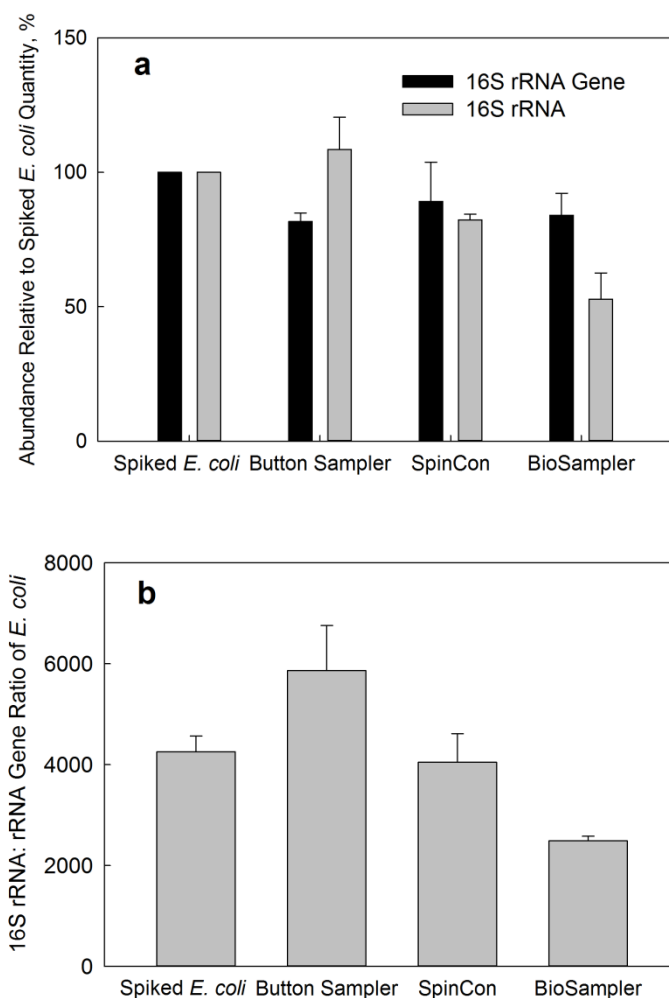 Abundance Relative to Spiked E. coli Quantity, %
150
100
50
0
a
16S rRNA Gene
16S rRNA
Spiked E. coli Button Sampler SpinCon BioSampler
16S rRNA: rRNA Gene Ratio of E. coli
8000
6000
4000
2000
0
b
Spiked E. coli Button Sampler SpinCon BioSampler